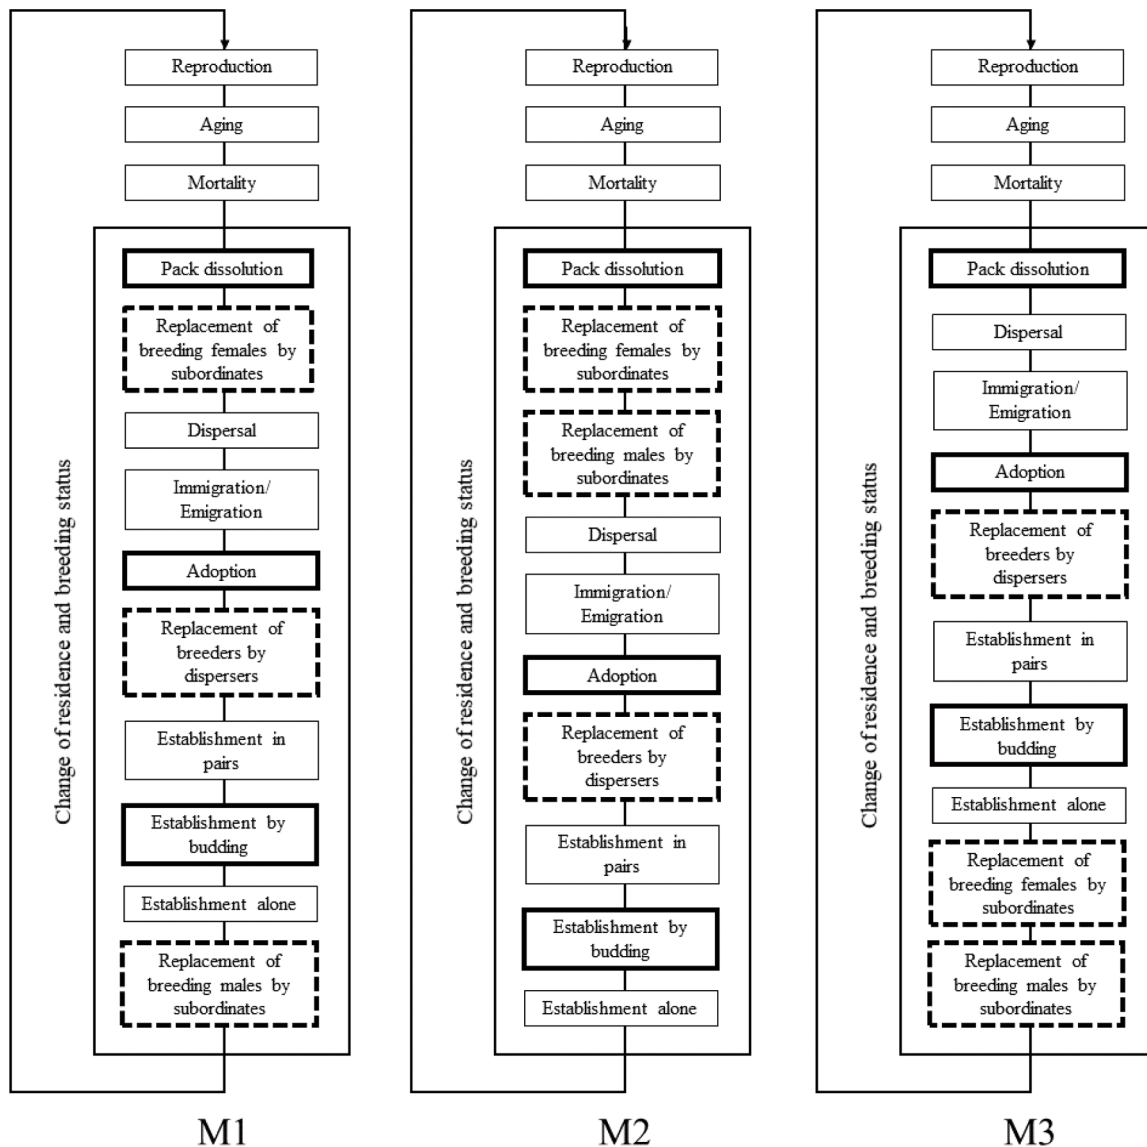 Reproduction
Aging
Mortality
Change of residence and breeding status
Pack dissolution
Replacement of
breeding females by
subordinates
Dispersal
Immigration/
Emigration
Adoption
Replacement of
breeders by
dispersers
Establishment in
pairs
Establishment by
budding
Establishment alone
Replacement of
breeding males by
subordinates
M1
Reproduction
Aging
Mortality
Change of residence and breeding status
Pack dissolution
Replacement of
breeding females by
subordinates
Replacement of
breeding males by
subordinates
Dispersal
Immigration/
Emigration
Adoption
Replacement of
breeders by
dispersers
Establishment in
pairs
Establishment by
budding
Establishment alone
M2
Reproduction
Aging
Mortality
Change of residence and breeding status
Pack dissolution
Dispersal
Immigration/
Emigration
Adoption
Replacement of
breeders by
dispersers
Establishment in
pairs
Establishment by
budding
Establishment alone
Replacement of
breeding females by
subordinates
Replacement of
breeding males by
subordinates
M3